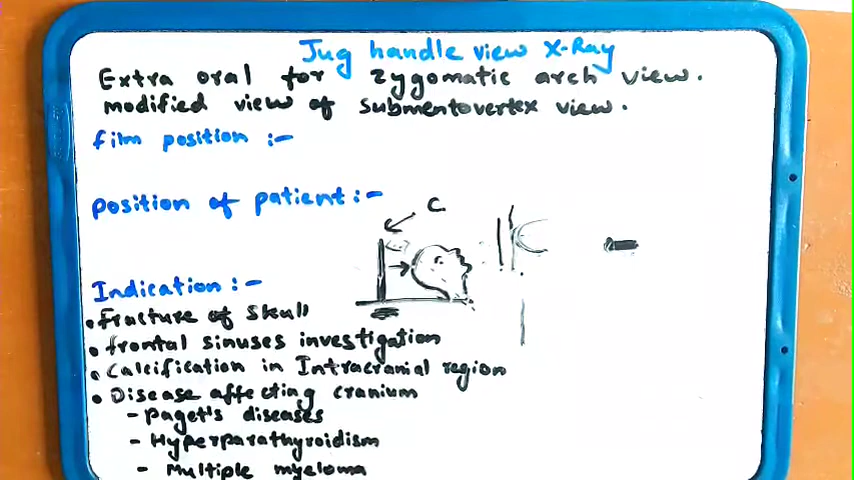 Jug handle view X-Ray
Extra oral for zygomatic arch view.
modified view of submentovertex view.
film position :-
position of patient :-
C
Indication :-
• Fracture of Skull
• frontal sinuses investigation
• Calcification in Intracranial region
• Disease affecting cranium
- Paget's diseases
- Hyperparathyroidism
- Multiple myeloma